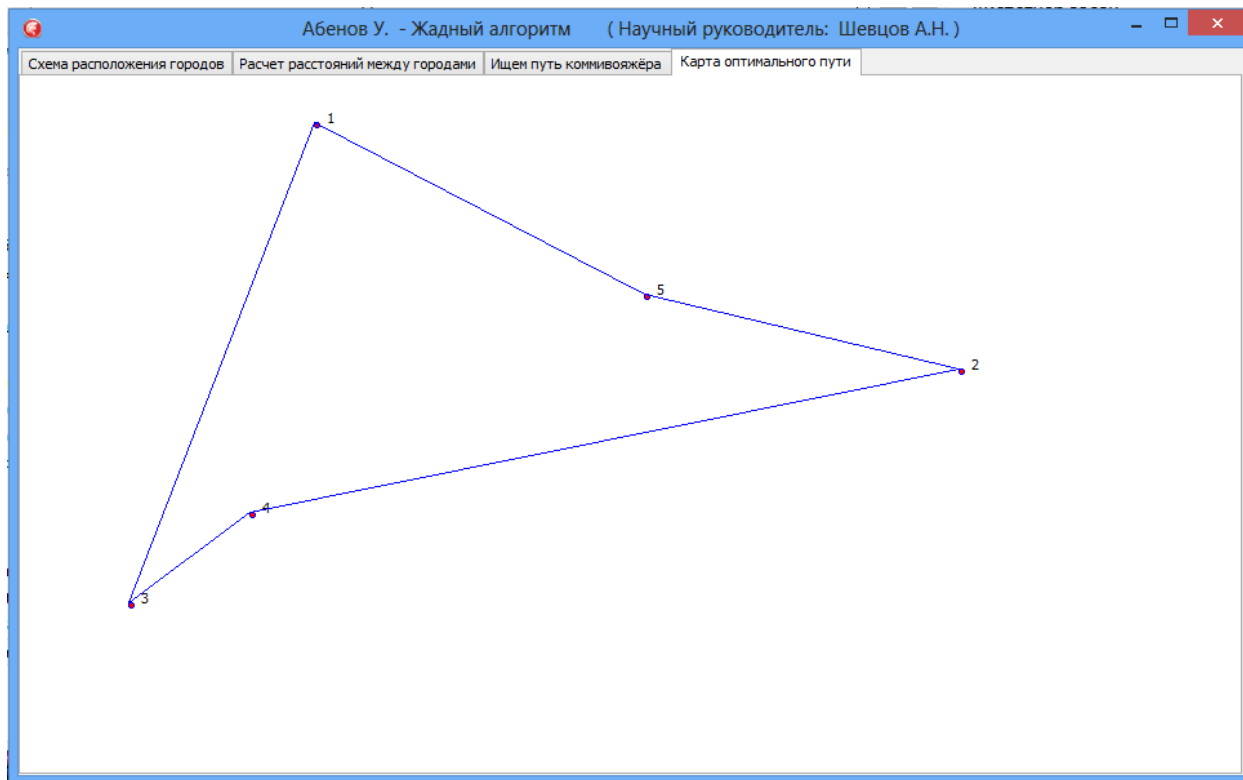 Абенов У. - Жадный алгоритм ( Научный руководитель: Шевцов А.Н. )
Схема расположения городов Расчет расстояний между городами Ищем путь коммивояжёра Карта оптимального пути
1
5
2
4
3